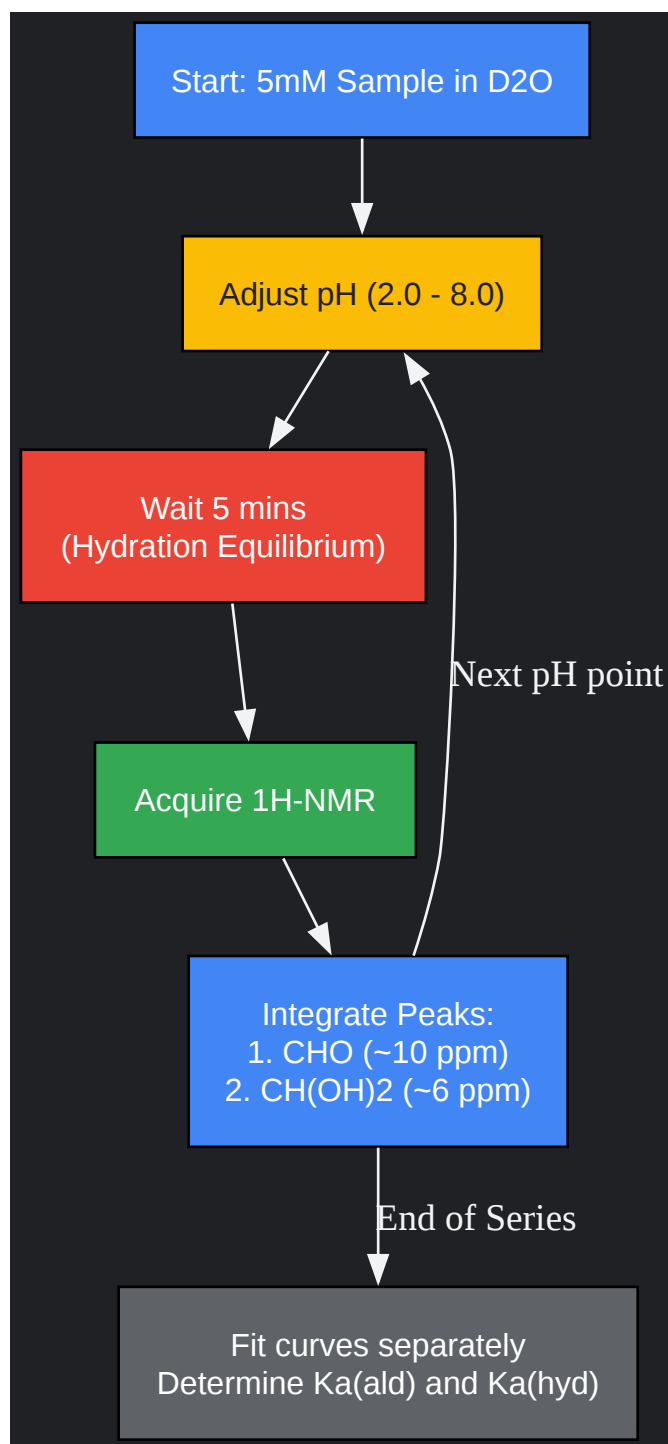 Start: 5mM Sample in D2O
Adjust pH (2.0 - 8.0)
Wait 5 mins
(Hydration Equilibrium)
Next pH point
Acquire 1H-NMR
Integrate Peaks:
1. CHO (~10 ppm)
2. CH(OH)2 (~6 ppm)
End of Series
Fit curves separately
Determine Ka(ald) and Ka(hyd)